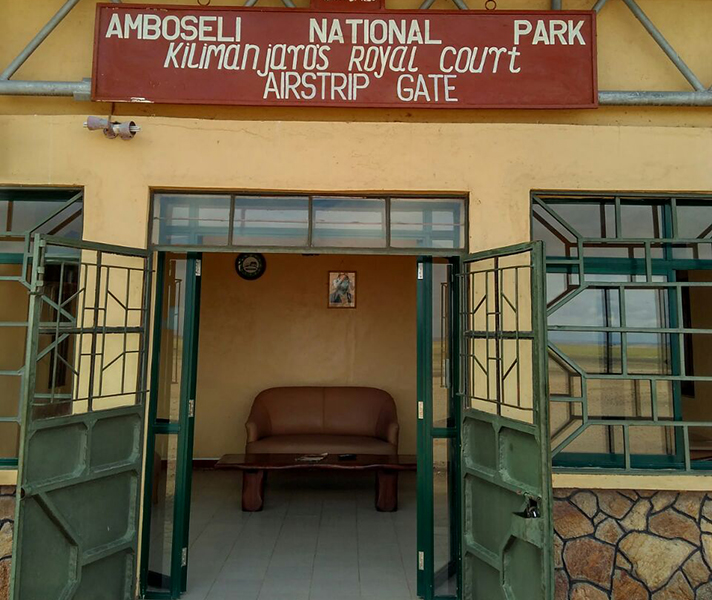 AMBOSELI NATIONAL PARK
Kilimanjaro's Royal Court
AIRSTRIP GATE